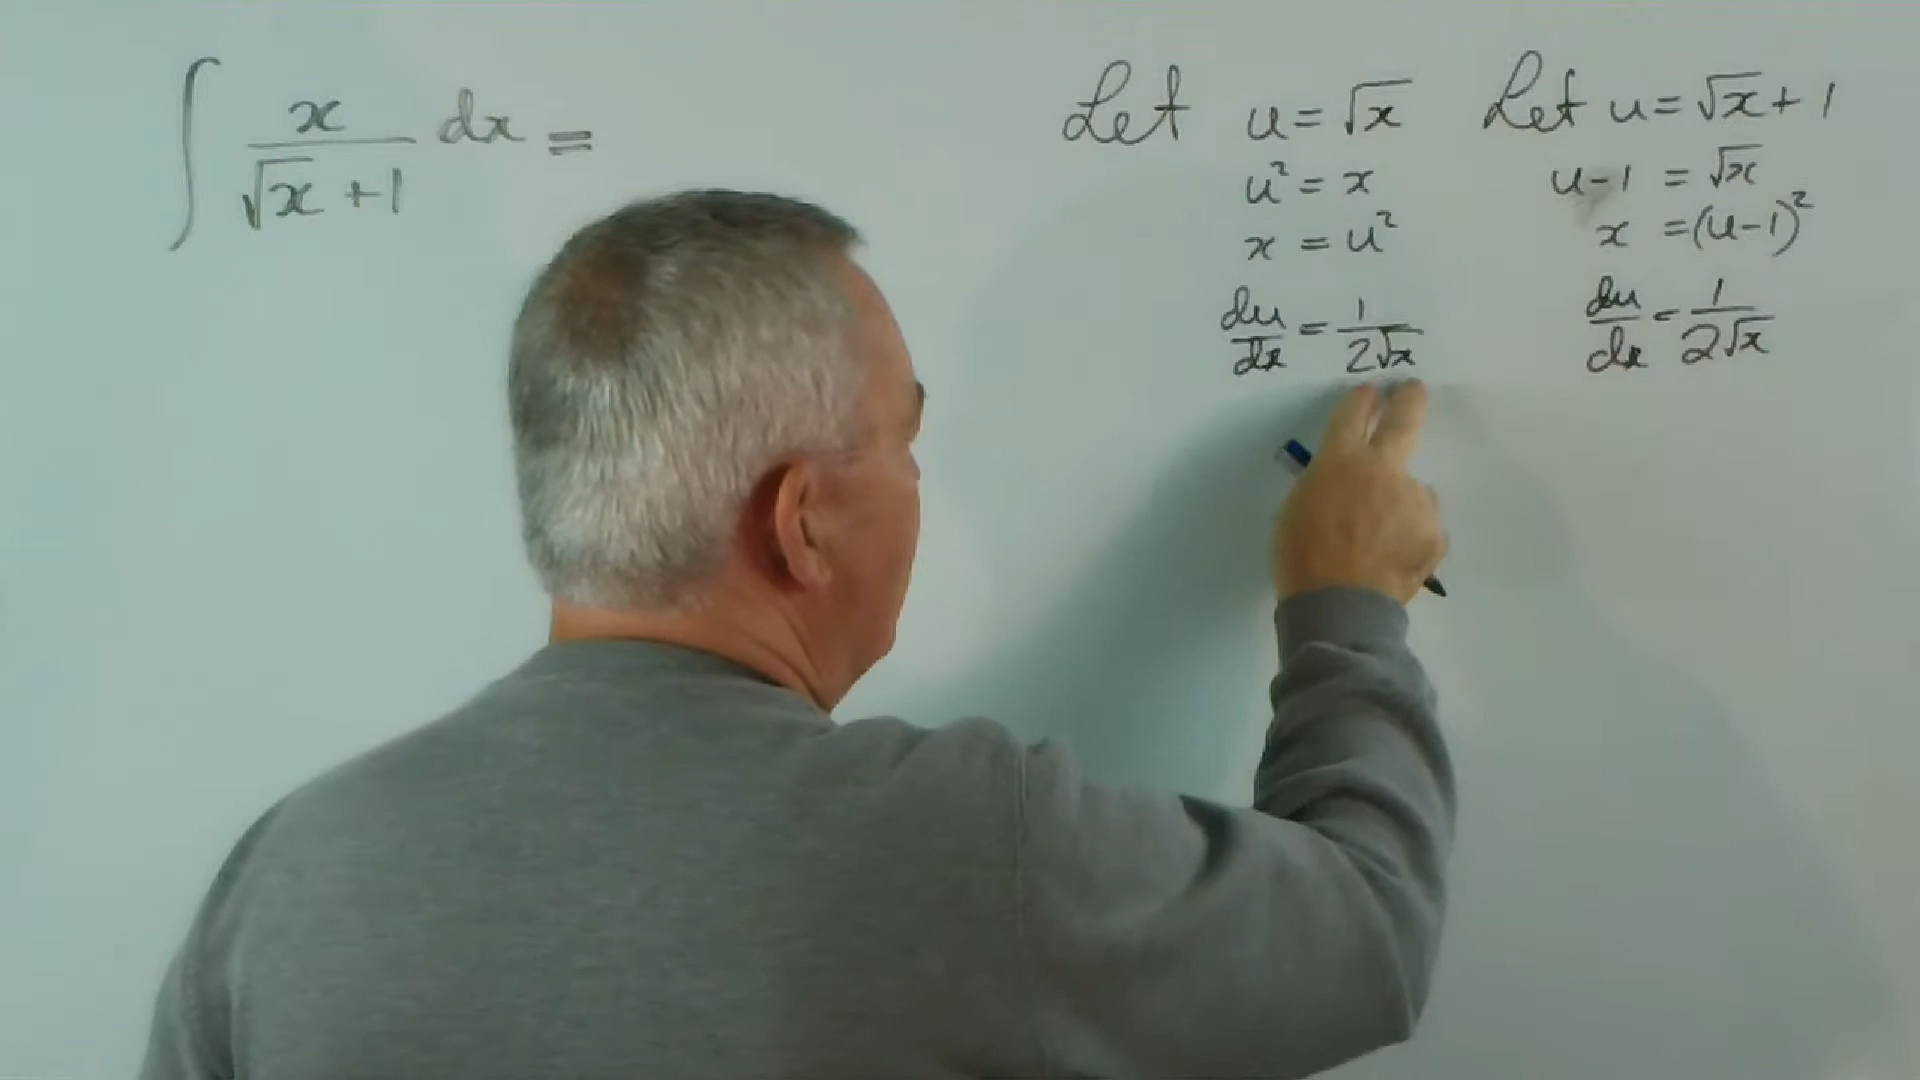 ∫ x/(√x + 1) dx =
Let u = √x
u² = x
x = u²
du/dx = 1/(2√x)
Let u = √x + 1
u - 1 = √x
x = (u - 1)²
du/dx = 1/(2√x)